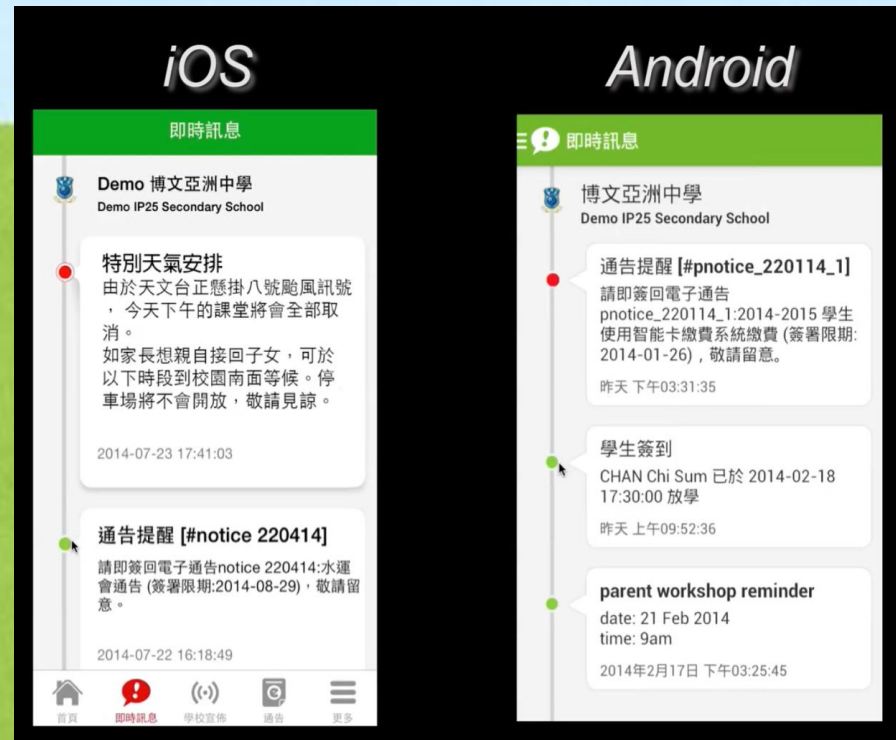 iOS
即時訊息
Demo 博文亞洲中學
Demo IP25 Secondary School
特別天氣安排
由於天文台正懸掛八號颱風訊號
，今天下午的課堂將會全部取
消。
如家長想親自接回子女，可於
以下時段到校園南面等候。停
車場將不會開放，敬請見諒。
2014-07-23 17:41:03
通告提醒 [#notice 220414]
請即簽回電子通告notice 220414:水運
會通告 (簽署限期:2014-08-29)，敬請留
意。
2014-07-22 16:18:49
首頁
即時訊息
學校宣佈
通告
更多
Android
即時訊息
博文亞洲中學
Demo IP25 Secondary School
通告提醒 [#pnotice_220114_1]
請即簽回電子通告
pnotice_220114_1:2014-2015 學生
使用智能卡繳費系統繳費 (簽署限期:
2014-01-26)，敬請留意。
昨天 下午03:31:35
學生簽到
CHAN Chi Sum 已於 2014-02-18
17:30:00 放學
昨天 上午09:52:36
parent workshop reminder
date: 21 Feb 2014
time: 9am
2014年2月17日 下午03:25:45